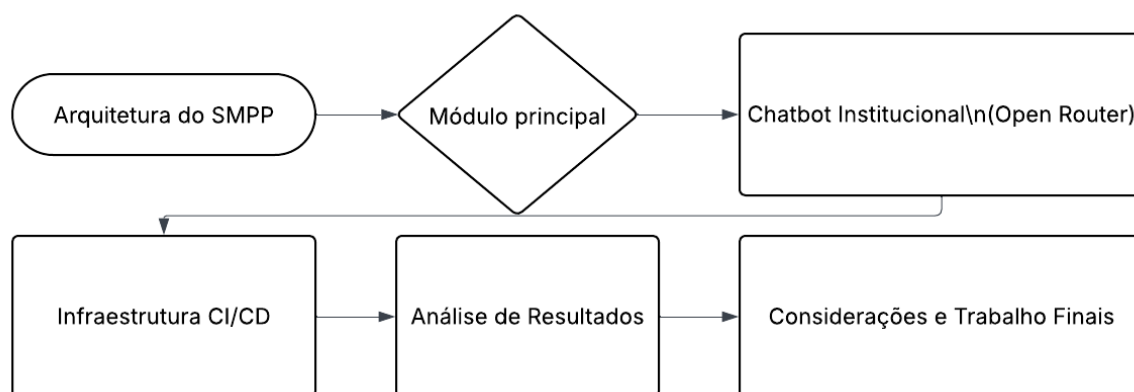 Arquitetura do SMPP
Módulo principal
Chatbot Institucional\n(Open Router)
Infraestrutura CI/CD
Análise de Resultados
Considerações e Trabalho Finais